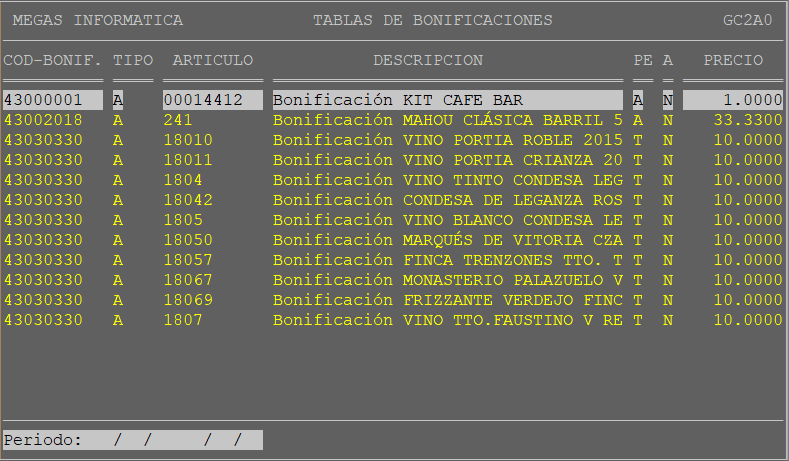 MEGAS INFORMATICA TABLAS DE BONIFICACIONES GC2A0
COD-BONIF. TIPO ARTICULO DESCRIPCION PE A PRECIO
43000001 A 00014412 Bonificación KIT CAFE BAR A N 1.0000
43002018 A 241 Bonificación MAHOU CLÁSICA BARRIL 5 A N 33.3300
43030330 A 18010 Bonificación VINO PORTIA ROBLE 2015 T N 10.0000
43030330 A 18011 Bonificación VINO PORTIA CRIANZA 20 T N 10.0000
43030330 A 1804 Bonificación VINO TINTO CONDESA LEG T N 10.0000
43030330 A 18042 Bonificación CONDESA DE LEGANZA ROS T N 10.0000
43030330 A 1805 Bonificación VINO BLANCO CONDESA LE T N 10.0000
43030330 A 18050 Bonificación MARQUÉS DE VITORIA CZA T N 10.0000
43030330 A 18057 Bonificación FINCA TRENZONES TTO. T T N 10.0000
43030330 A 18067 Bonificación MONASTERIO PALAZUELO V T N 10.0000
43030330 A 18069 Bonificación FRIZZANTE VERDEJO FINC T N 10.0000
43030330 A 1807 Bonificación VINO TTO.FAUSTINO V RE T N 10.0000
Periodo: / / / /